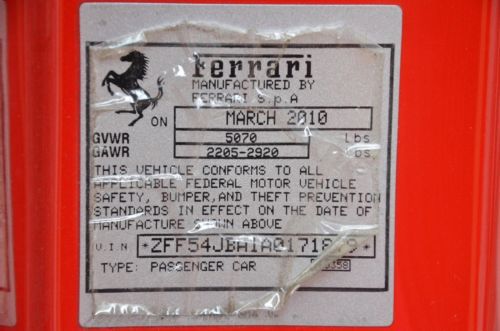 Ferrari
MANUFACTURED BY
FERRARI S.p.A
ON MARCH 2010
GVWR 5070 Lbs
GAWR 2205-2920 Lbs
THIS VEHICLE CONFORMS TO ALL
APPLICABLE FEDERAL MOTOR VEHICLE
SAFETY, BUMPER, AND THEFT PREVENTION
STANDARDS IN EFFECT ON THE DATE OF
MANUFACTURE SHOWN ABOVE
V.I.N
TYPE: PASSENGER CAR